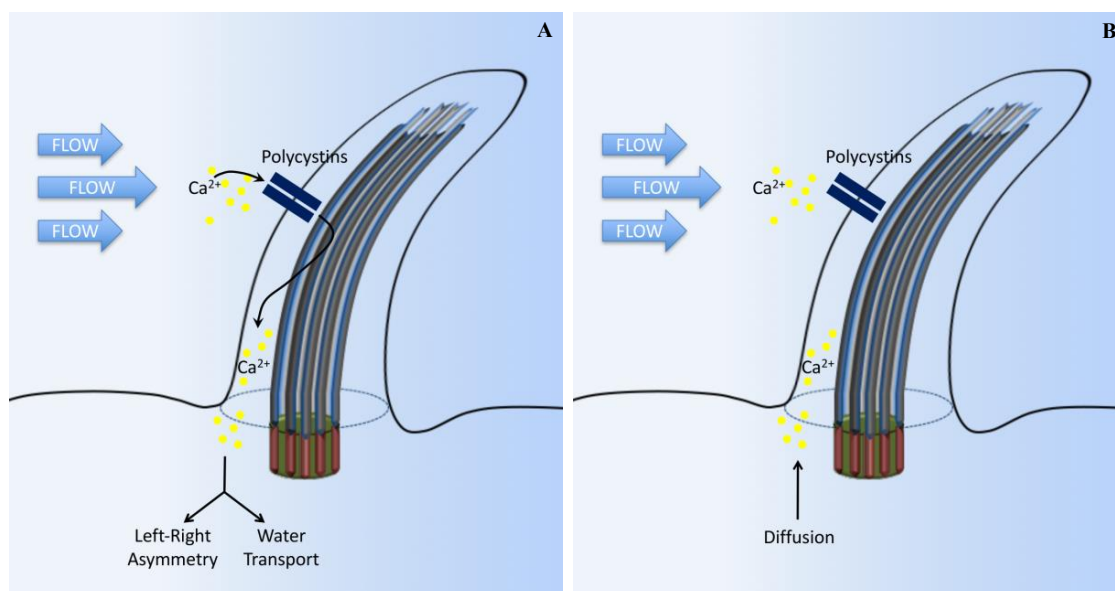 A
FLOW
FLOW
FLOW
Polycystins
Ca²⁺
Ca²⁺
Left-Right
Asymmetry
Water
Transport
B
FLOW
FLOW
FLOW
Polycystins
Ca²⁺
Ca²⁺
Diffusion